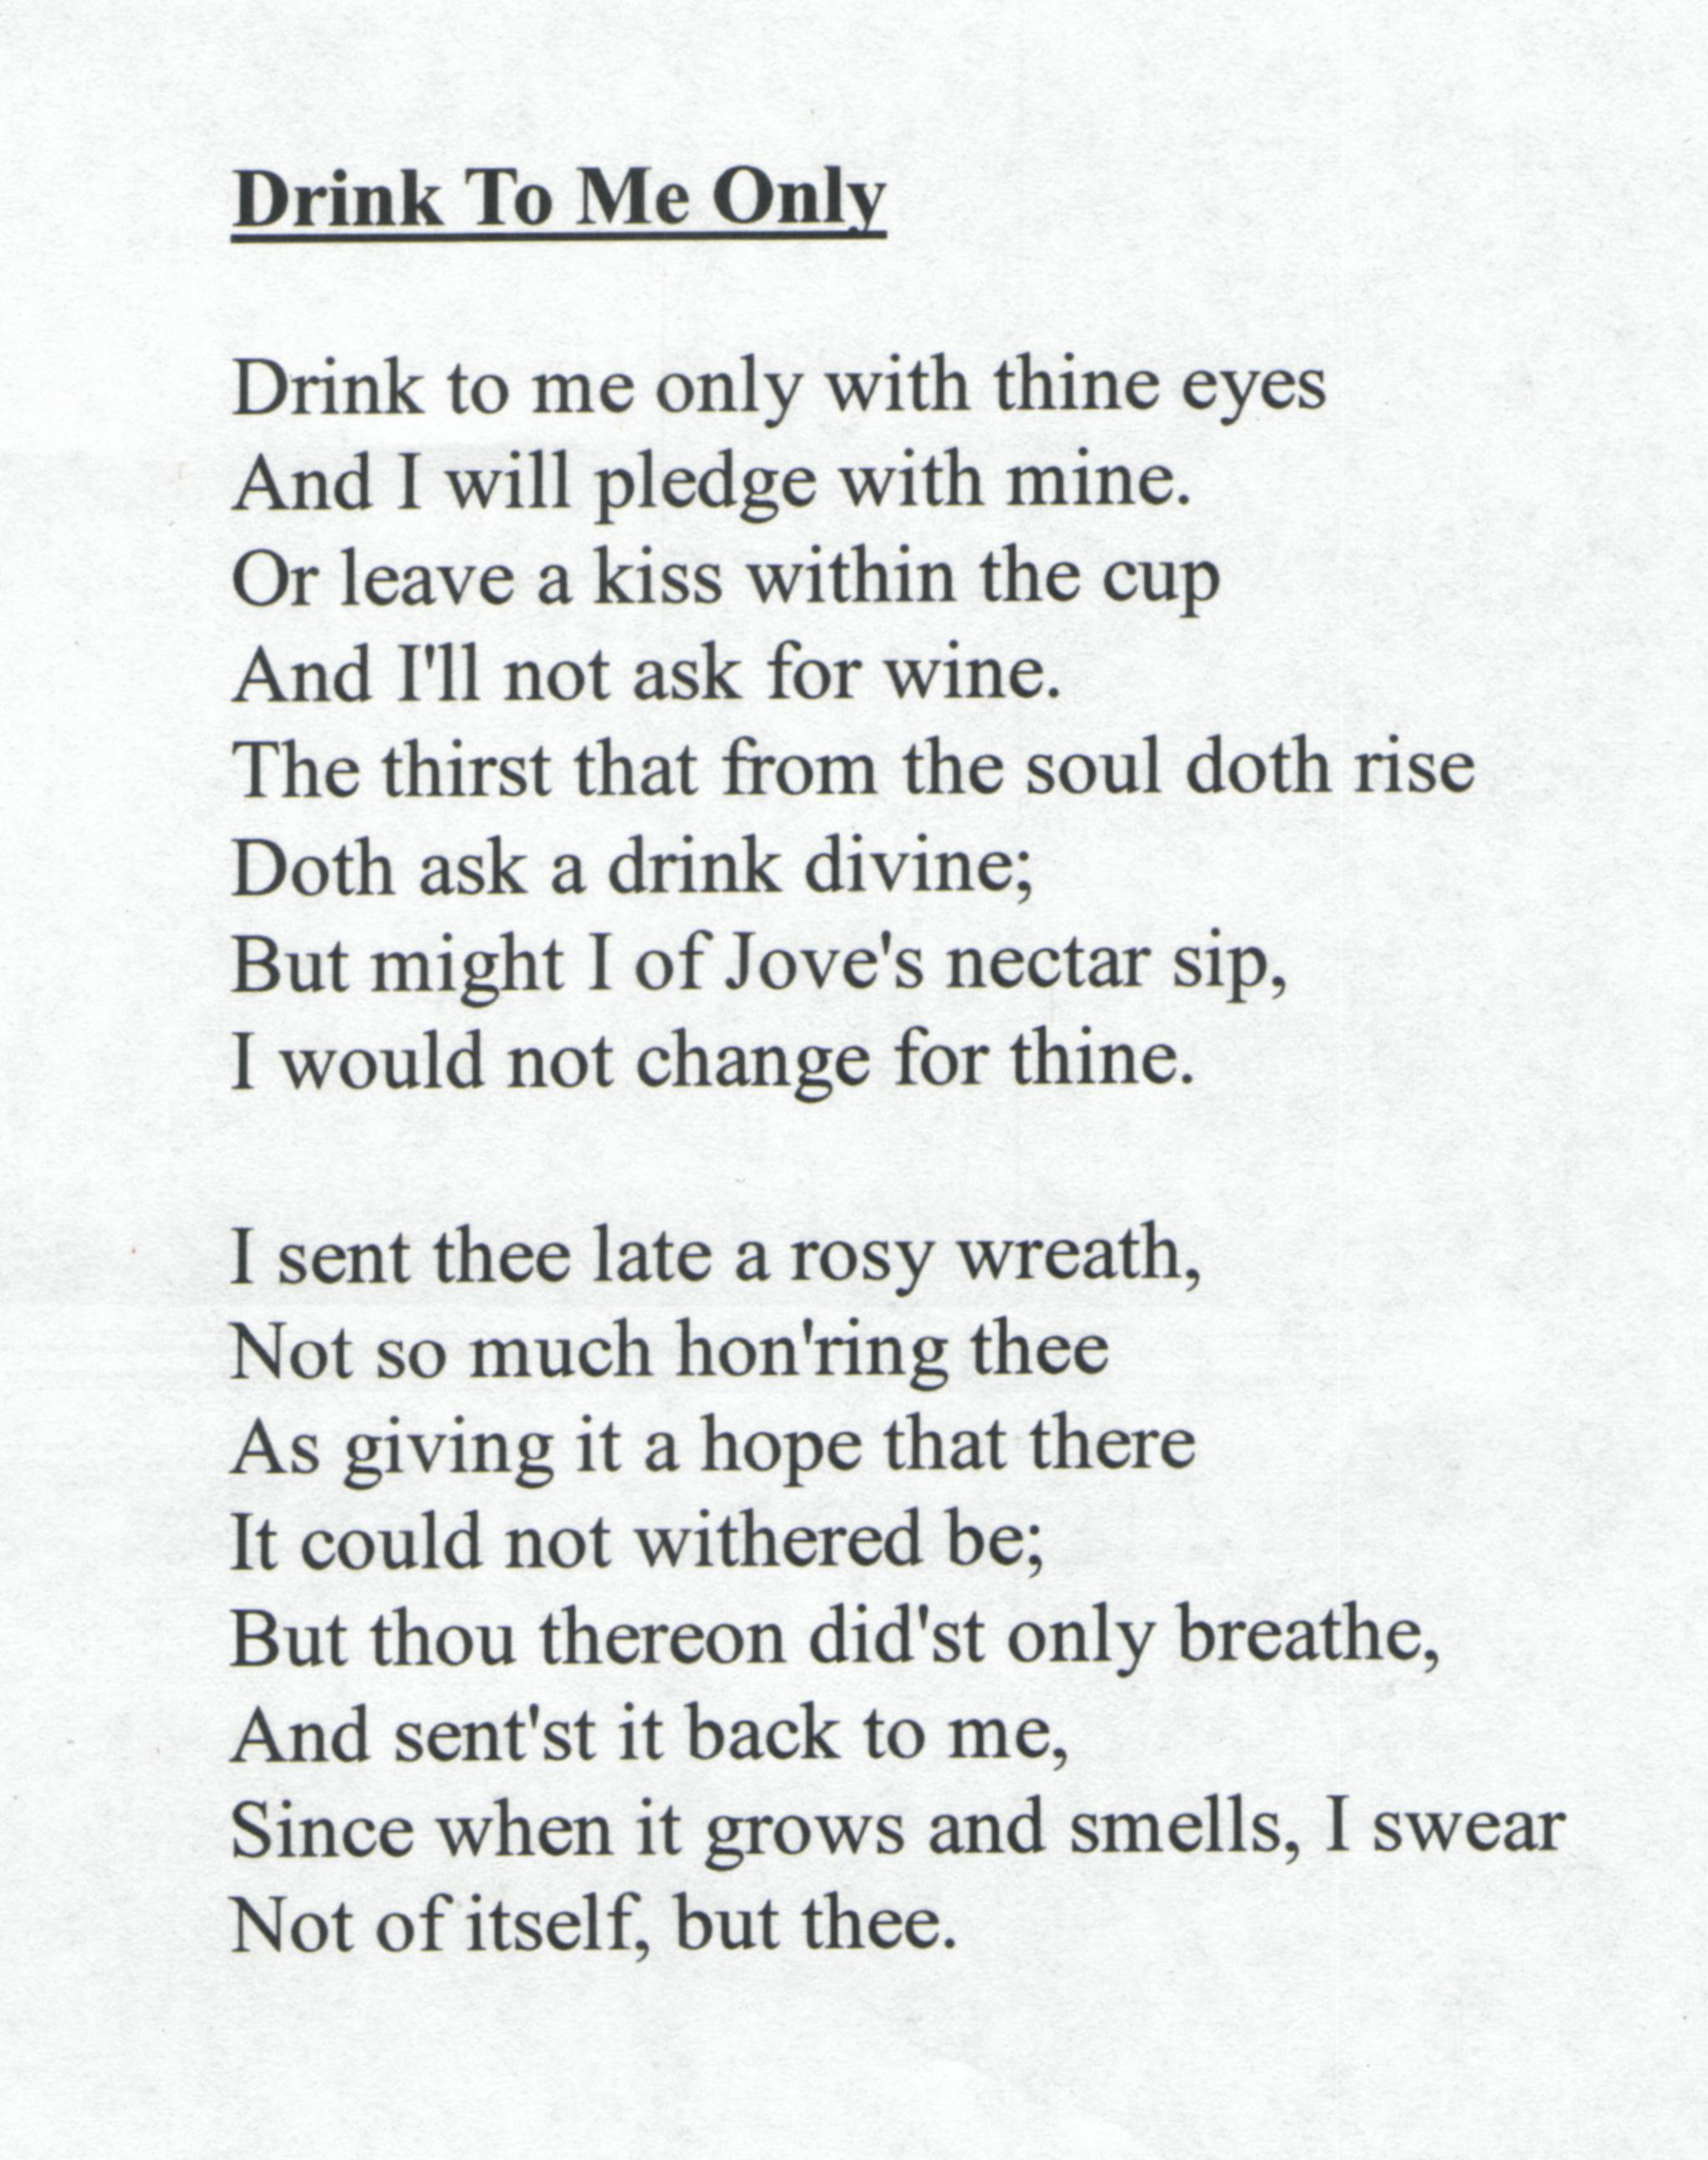 Drink To Me Only
Drink to me only with thine eyes
And I will pledge with mine.
Or leave a kiss within the cup
And I'll not ask for wine.
The thirst that from the soul doth rise
Doth ask a drink divine;
But might I of Jove's nectar sip,
I would not change for thine.
I sent thee late a rosy wreath,
Not so much hon'ring thee
As giving it a hope that there
It could not withered be;
But thou thereon did'st only breathe,
And sent'st it back to me,
Since when it grows and smells, I swear
Not of itself, but thee.